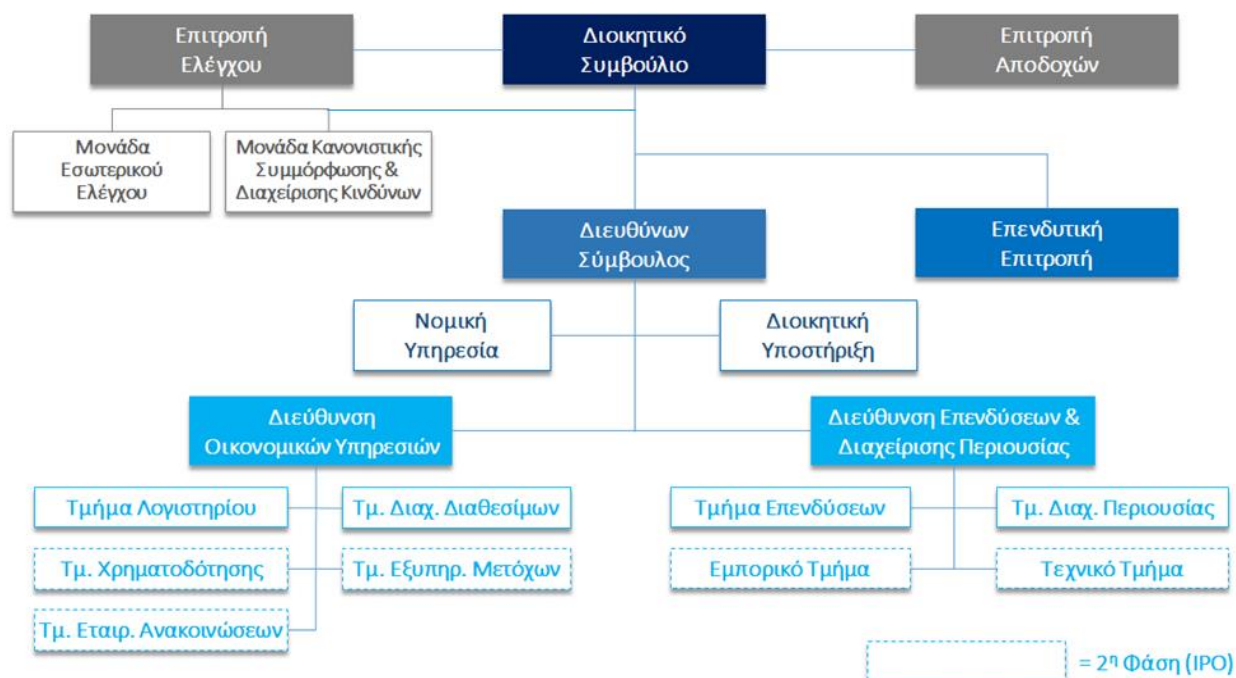 Επιτροπή
Ελέγχου
Διοικητικό
Συμβούλιο
Επιτροπή
Αποδοχών
Μονάδα
Εσωτερικού
Ελέγχου
Μονάδα Κανονιστικής
Συμμόρφωσης &
Διαχείρισης Κινδύνων
Διευθύνων
Σύμβουλος
Επενδυτική
Επιτροπή
Νομική
Υπηρεσία
Διοικητική
Υποστήριξη
Διεύθυνση
Οικονομικών Υπηρεσιών
Διεύθυνση Επενδύσεων &
Διαχείρισης Περιουσίας
Τμήμα Λογιστηρίου
Τμ. Διαχ. Διαθεσίμων
Τμήμα Επενδύσεων
Τμ. Διαχ. Περιουσίας
Τμ. Χρηματοδότησης
Τμ. Εξυπηρ. Μετόχων
Εμπορικό Τμήμα
Τεχνικό Τμήμα
Τμ. Εταιρ. Ανακοινώσεων
= 2η Φάση (IPO)